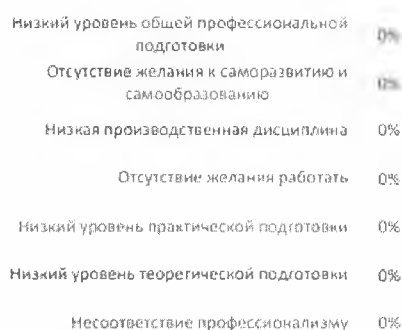 Низкий уровень общей профессиональной
подготовки 0%
Отсутствие желания к саморазвитию и
самообразованию 0%
Низкая производственная дисциплина 0%
Отсутствие желания работать 0%
Низкий уровень практической подготовки 0%
Низкий уровень теоретической подготовки 0%
Несоответствие профессионализму 0%